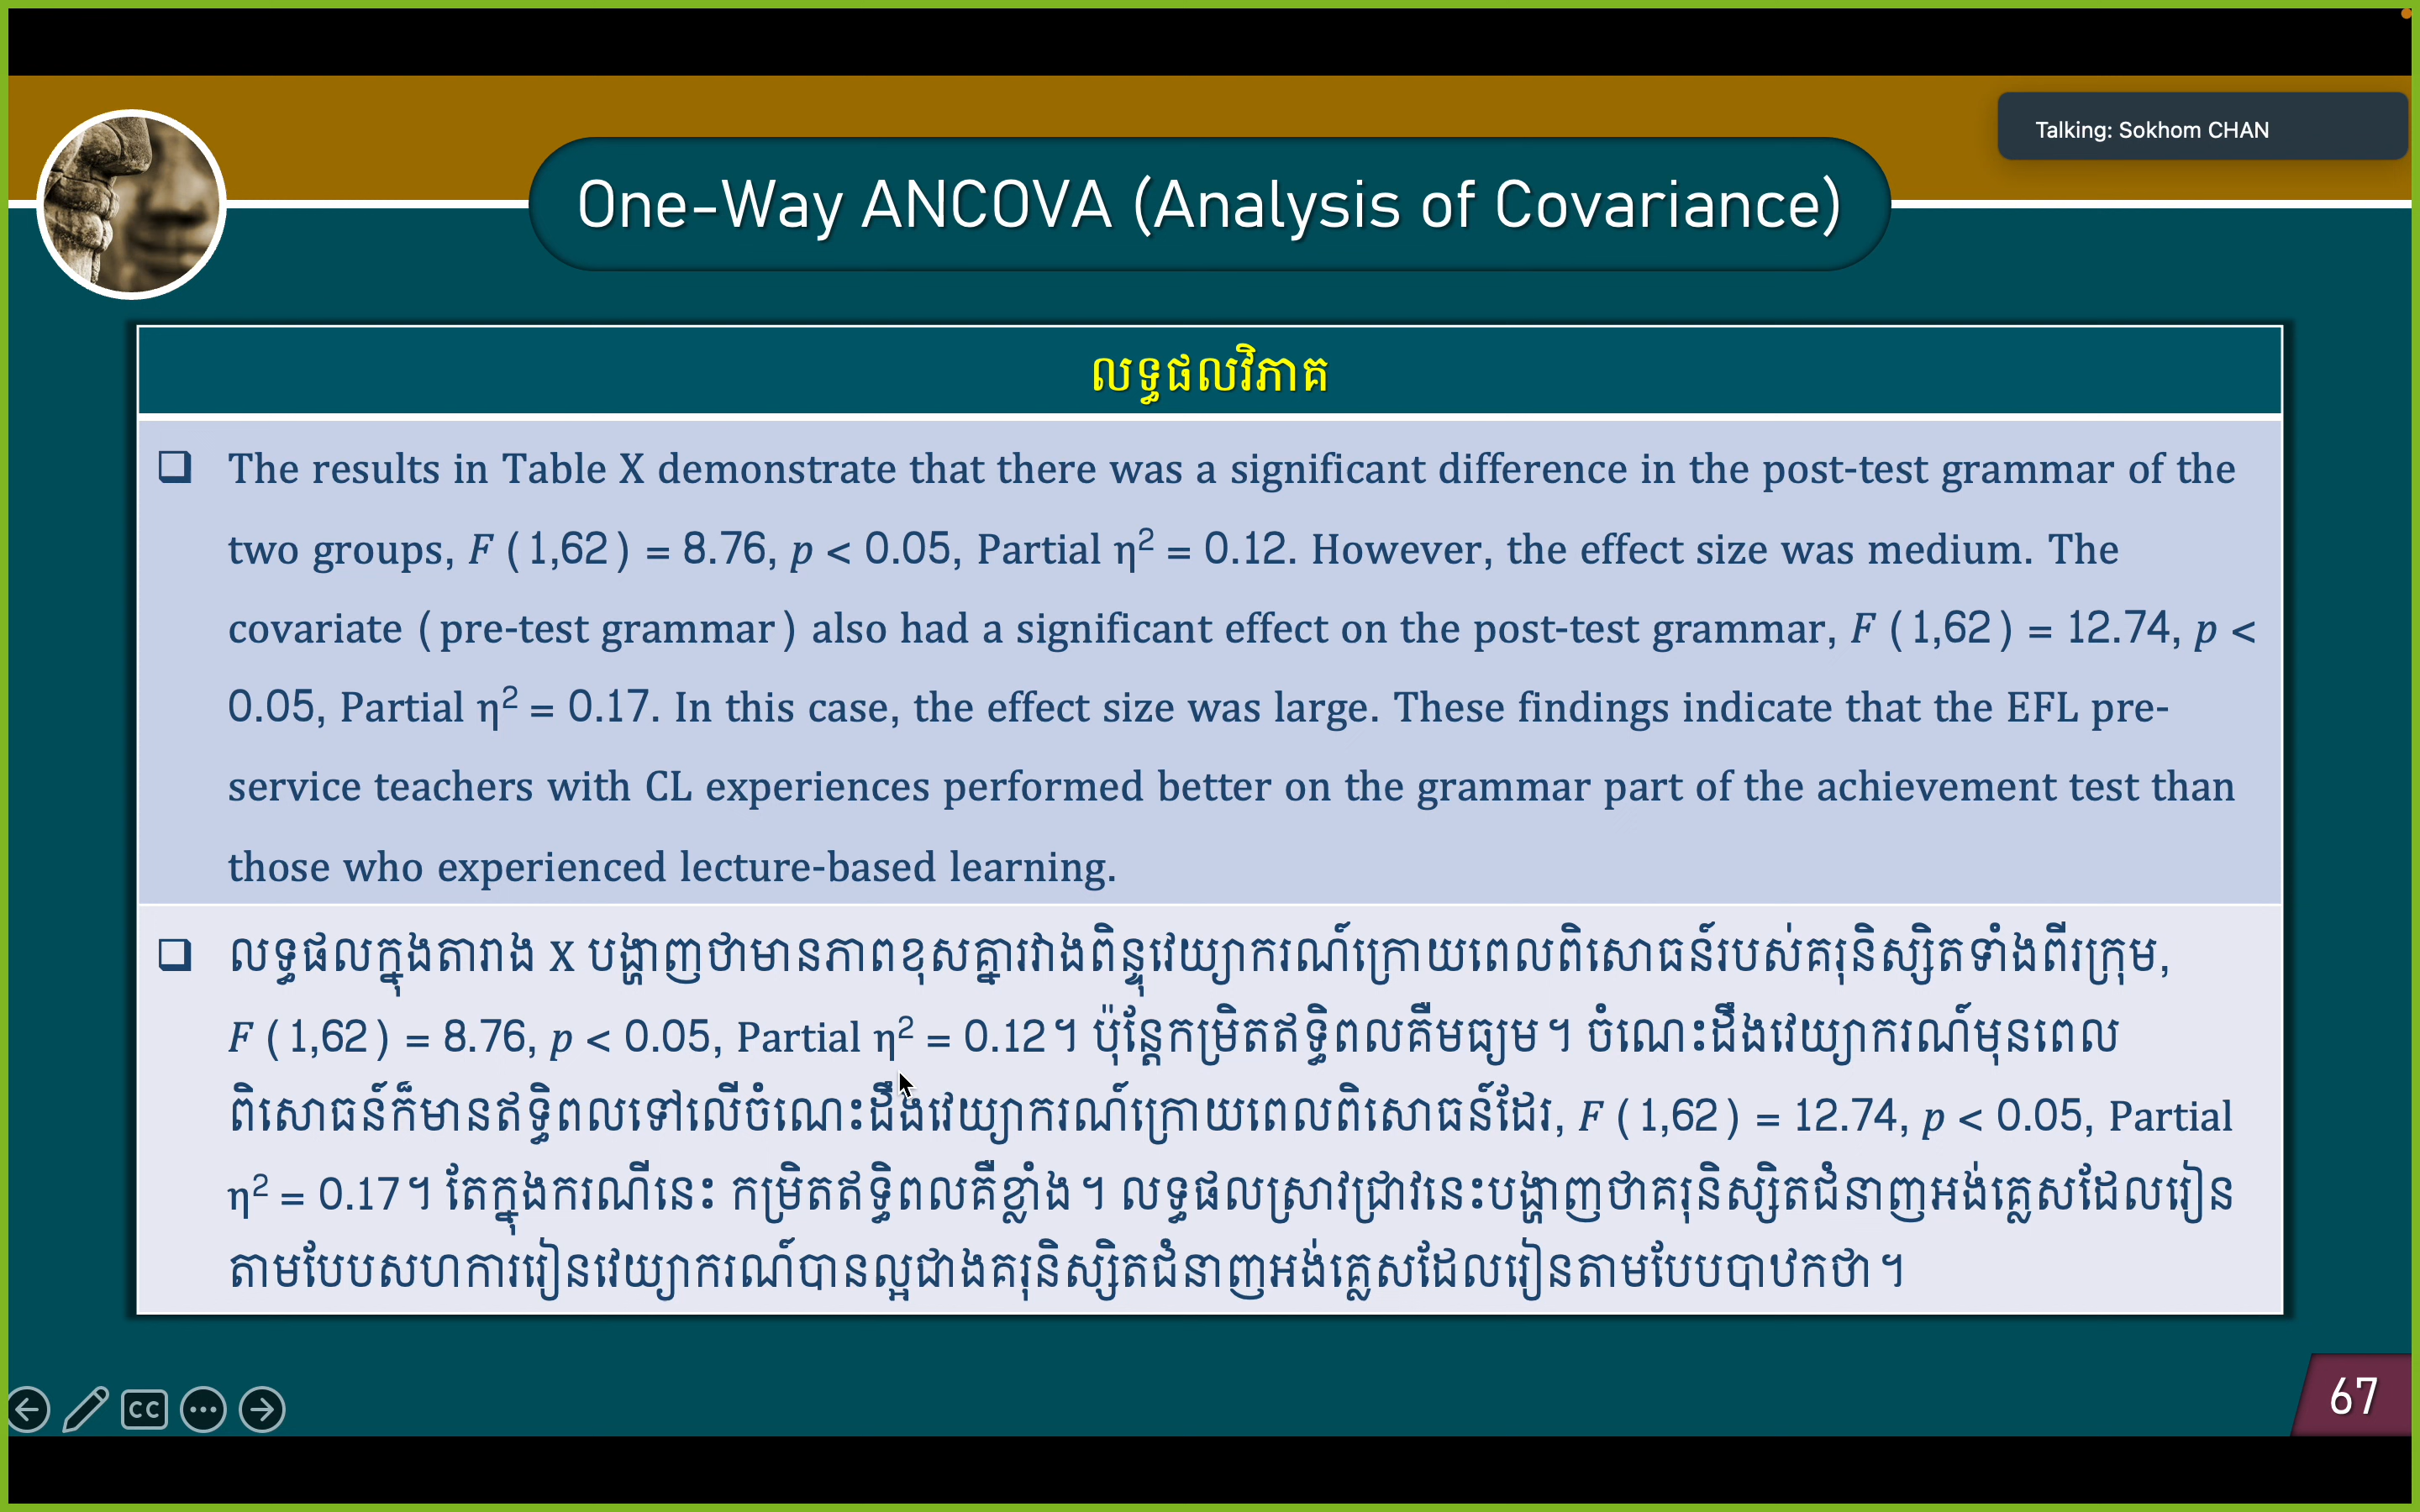 Talking: Sokhom CHAN
One-Way ANCOVA (Analysis of Covariance)
លទ្ធផលវិភាគ
❑ The results in Table X demonstrate that there was a significant difference in the post-test grammar of the
two groups, F (1,62) = 8.76, p < 0.05, Partial η² = 0.12. However, the effect size was medium. The
covariate (pre-test grammar) also had a significant effect on the post-test grammar, F (1,62) = 12.74, p <
0.05, Partial η² = 0.17. In this case, the effect size was large. These findings indicate that the EFL pre-
service teachers with CL experiences performed better on the grammar part of the achievement test than
those who experienced lecture-based learning.
❑ លទ្ធផលក្នុងតារាង X បង្ហាញថាមានភាពខុសគ្នារវាងពិន្ទុវេយ្យាករណ៍ក្រោយពេលពិសោធន៍របស់គរុនិស្សិតទាំងពីរក្រុម,
F (1,62) = 8.76, p < 0.05, Partial η² = 0.12។ ប៉ុន្តែកម្រិតឥទ្ធិពលគឺមធ្យម។ ចំណេះដឹងវេយ្យាករណ៍មុនពេល
ពិសោធន៍ក៏មានឥទ្ធិពលទៅលើចំណេះដឹងវេយ្យាករណ៍ក្រោយពេលពិសោធន៍ដែរ, F (1,62) = 12.74, p < 0.05, Partial
η² = 0.17។ តែក្នុងករណីនេះ កម្រិតឥទ្ធិពលគឺខ្លាំង។ លទ្ធផលស្រាវជ្រាវនេះបង្ហាញថាគរុនិស្សិតជំនាញអង់គ្លេសដែលរៀន
តាមបែបសហការរៀនវេយ្យាករណ៍បានល្អជាងគរុនិស្សិតជំនាញអង់គ្លេសដែលរៀនតាមបែបបាឋកថា។
CC
67